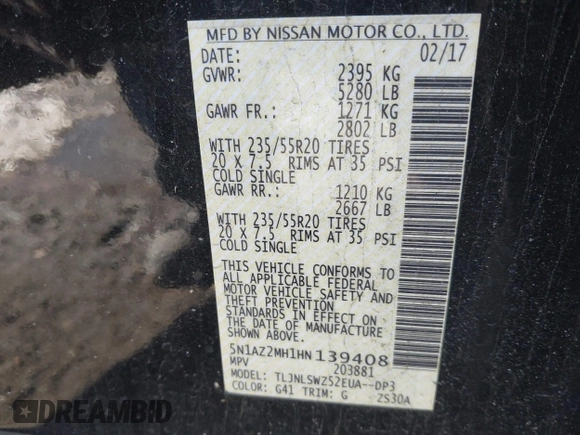 MFD BY NISSAN MOTOR CO., LTD.
DATE: 02/17
GVWR: 2395 KG
5280 LB
GAWR FR.: 1271 KG
2802 LB
WITH 235/55R20 TIRES
20 X 7.5 RIMS AT 35 PSI
COLD SINGLE
GAWR RR.: 1210 KG
2667 LB
WITH 235/55R20 TIRES
20 X 7.5 RIMS AT 35 PSI
COLD SINGLE
THIS VEHICLE CONFORMS TO
ALL APPLICABLE FEDERAL
MOTOR VEHICLE SAFETY AND
THEFT PREVENTION
STANDARDS IN EFFECT ON
THE DATE OF MANUFACTURE
SHOWN ABOVE.
5N1AZ2MH1HN139408
MPV 203881
MODEL: TLJNLSWZ52EUA--DP3
COLOR: G41 TRIM: G ZS30A
STATCAREBID